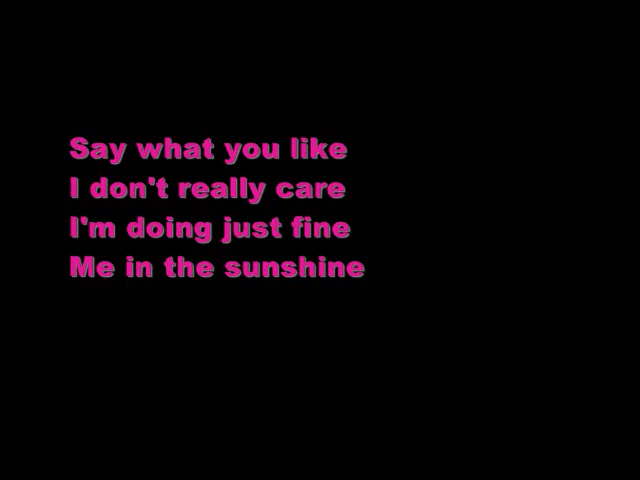 Say what you like
I don't really care
I'm doing just fine
Me in the sunshine